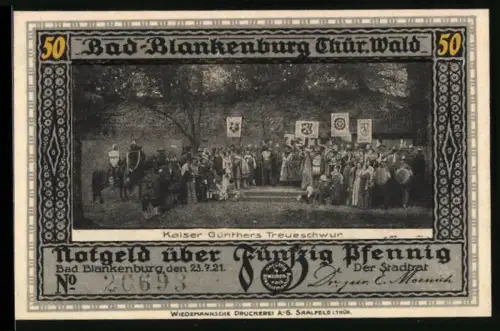 50 Bad-Blankenburg Thür. Wald 50
Kaiser Günthers Treueschwur
Notgeld über Fünfzig Pfennig
Bad Blankenburg, den 23.7.21. Der Stadtrat
No 20693
Wiedemannsche Druckerei A.-G. Saalfeld i. Thür.